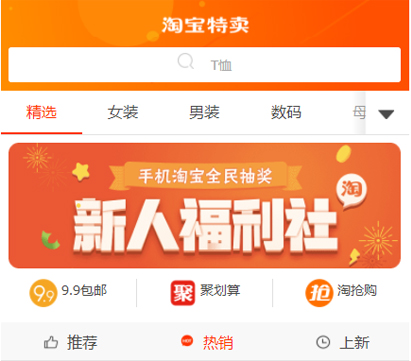 淘宝特卖
T恤
精选 女装 男装 数码 母
手机淘宝全民抽奖
淘
新人福利社
9.9 9.9包邮 聚 聚划算 抢 淘抢购
推荐 HOT 热销 上新